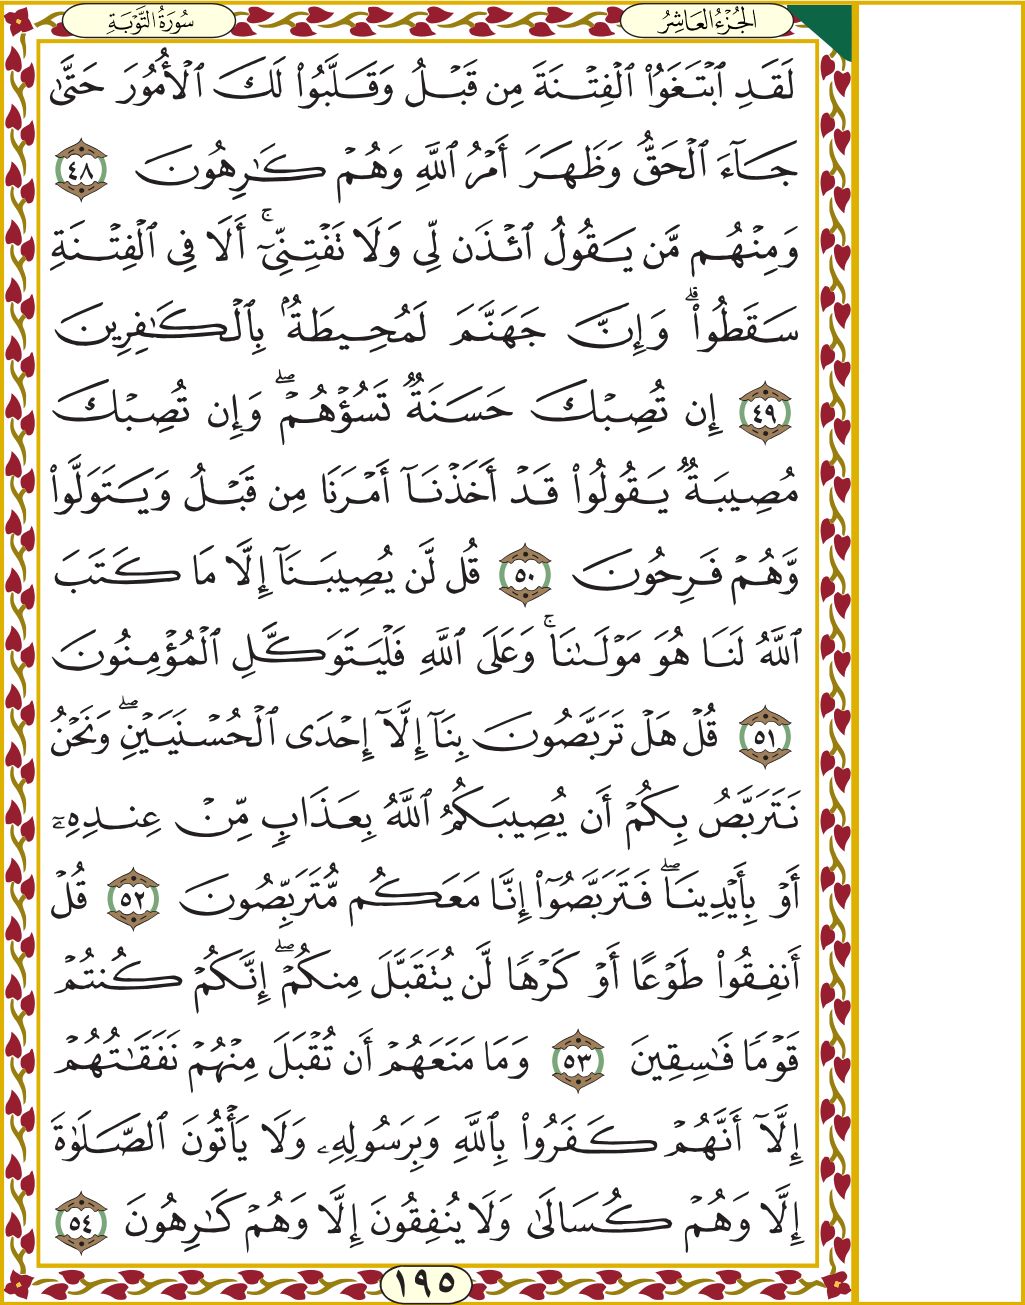 سُورَةُ التَّوۡبَةِ
الجُزۡءُ العَاشِرُ
لَقَدِ ٱبۡتَغَوُاْ ٱلۡفِتۡنَةَ مِن قَبۡلُ وَقَلَّبُواْ لَكَ ٱلۡأُمُورَ حَتَّىٰ
جَآءَ ٱلۡحَقُّ وَظَهَرَ أَمۡرُ ٱللَّهِ وَهُمۡ كَٰرِهُونَ ٤٨
وَمِنۡهُم مَّن يَقُولُ ٱئۡذَن لِّي وَلَا تَفۡتِنِّيٓۚ أَلَا فِي ٱلۡفِتۡنَةِ
سَقَطُواْۗ وَإِنَّ جَهَنَّمَ لَمُحِيطَةُۢ بِٱلۡكَٰفِرِينَ
٤٩ إِن تُصِبۡكَ حَسَنَةٞ تَسُؤۡهُمۡۖ وَإِن تُصِبۡكَ
مُصِيبَةٞ يَقُولُواْ قَدۡ أَخَذۡنَآ أَمۡرَنَا مِن قَبۡلُ وَيَتَوَلَّواْ
وَّهُمۡ فَرِحُونَ ٥٠ قُل لَّن يُصِيبَنَآ إِلَّا مَا كَتَبَ
ٱللَّهُ لَنَا هُوَ مَوۡلَىٰنَاۚ وَعَلَى ٱللَّهِ فَلۡيَتَوَكَّلِ ٱلۡمُؤۡمِنُونَ
٥١ قُلۡ هَلۡ تَرَبَّصُونَ بِنَآ إِلَّآ إِحۡدَى ٱلۡحُسۡنَيَيۡنِۖ وَنَحۡنُ
نَتَرَبَّصُ بِكُمۡ أَن يُصِيبَكُمُ ٱللَّهُ بِعَذَابٖ مِّنۡ عِندِهِۦٓ
أَوۡ بِأَيۡدِينَاۖ فَتَرَبَّصُوٓاْ إِنَّا مَعَكُم مُّتَرَبِّصُونَ ٥٢ قُلۡ
أَنفِقُواْ طَوۡعًا أَوۡ كَرۡهٗا لَّن يُتَقَبَّلَ مِنكُمۡۖ إِنَّكُمۡ كُنتُمۡ
قَوۡمٗا فَٰسِقِينَ ٥٣ وَمَا مَنَعَهُمۡ أَن تُقۡبَلَ مِنۡهُمۡ نَفَقَٰتُهُمۡ
إِلَّآ أَنَّهُمۡ كَفَرُواْ بِٱللَّهِ وَبِرَسُولِهِۦ وَلَا يَأۡتُونَ ٱلصَّلَوٰةَ
إِلَّا وَهُمۡ كُسَالَىٰ وَلَا يُنفِقُونَ إِلَّا وَهُمۡ كَٰرِهُونَ ٥٤
١٩٥